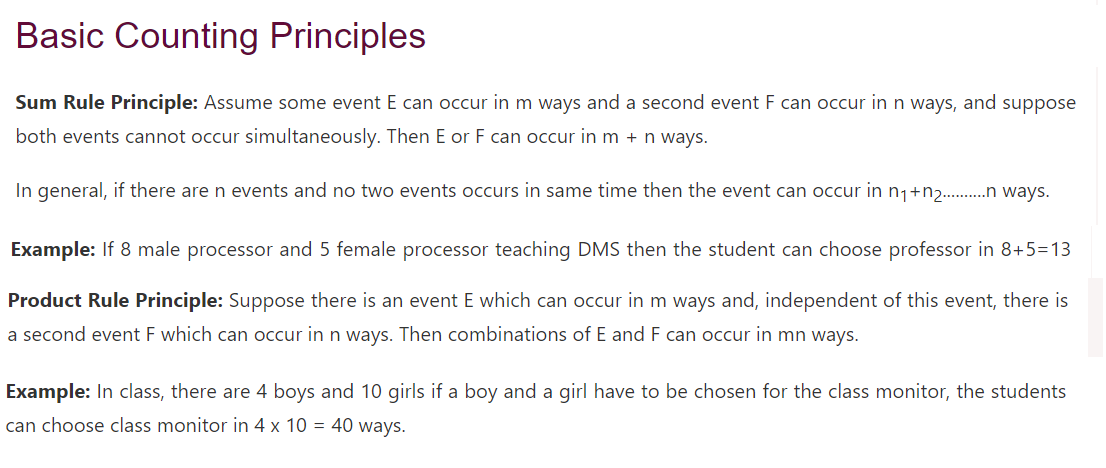 Basic Counting Principles
Sum Rule Principle: Assume some event E can occur in m ways and a second event F can occur in n ways, and suppose
both events cannot occur simultaneously. Then E or F can occur in m + n ways.
In general, if there are n events and no two events occurs in same time then the event can occur in n₁+n₂..........n ways.
Example: If 8 male processor and 5 female processor teaching DMS then the student can choose professor in 8+5=13
Product Rule Principle: Suppose there is an event E which can occur in m ways and, independent of this event, there is
a second event F which can occur in n ways. Then combinations of E and F can occur in mn ways.
Example: In class, there are 4 boys and 10 girls if a boy and a girl have to be chosen for the class monitor, the students
can choose class monitor in 4 x 10 = 40 ways.